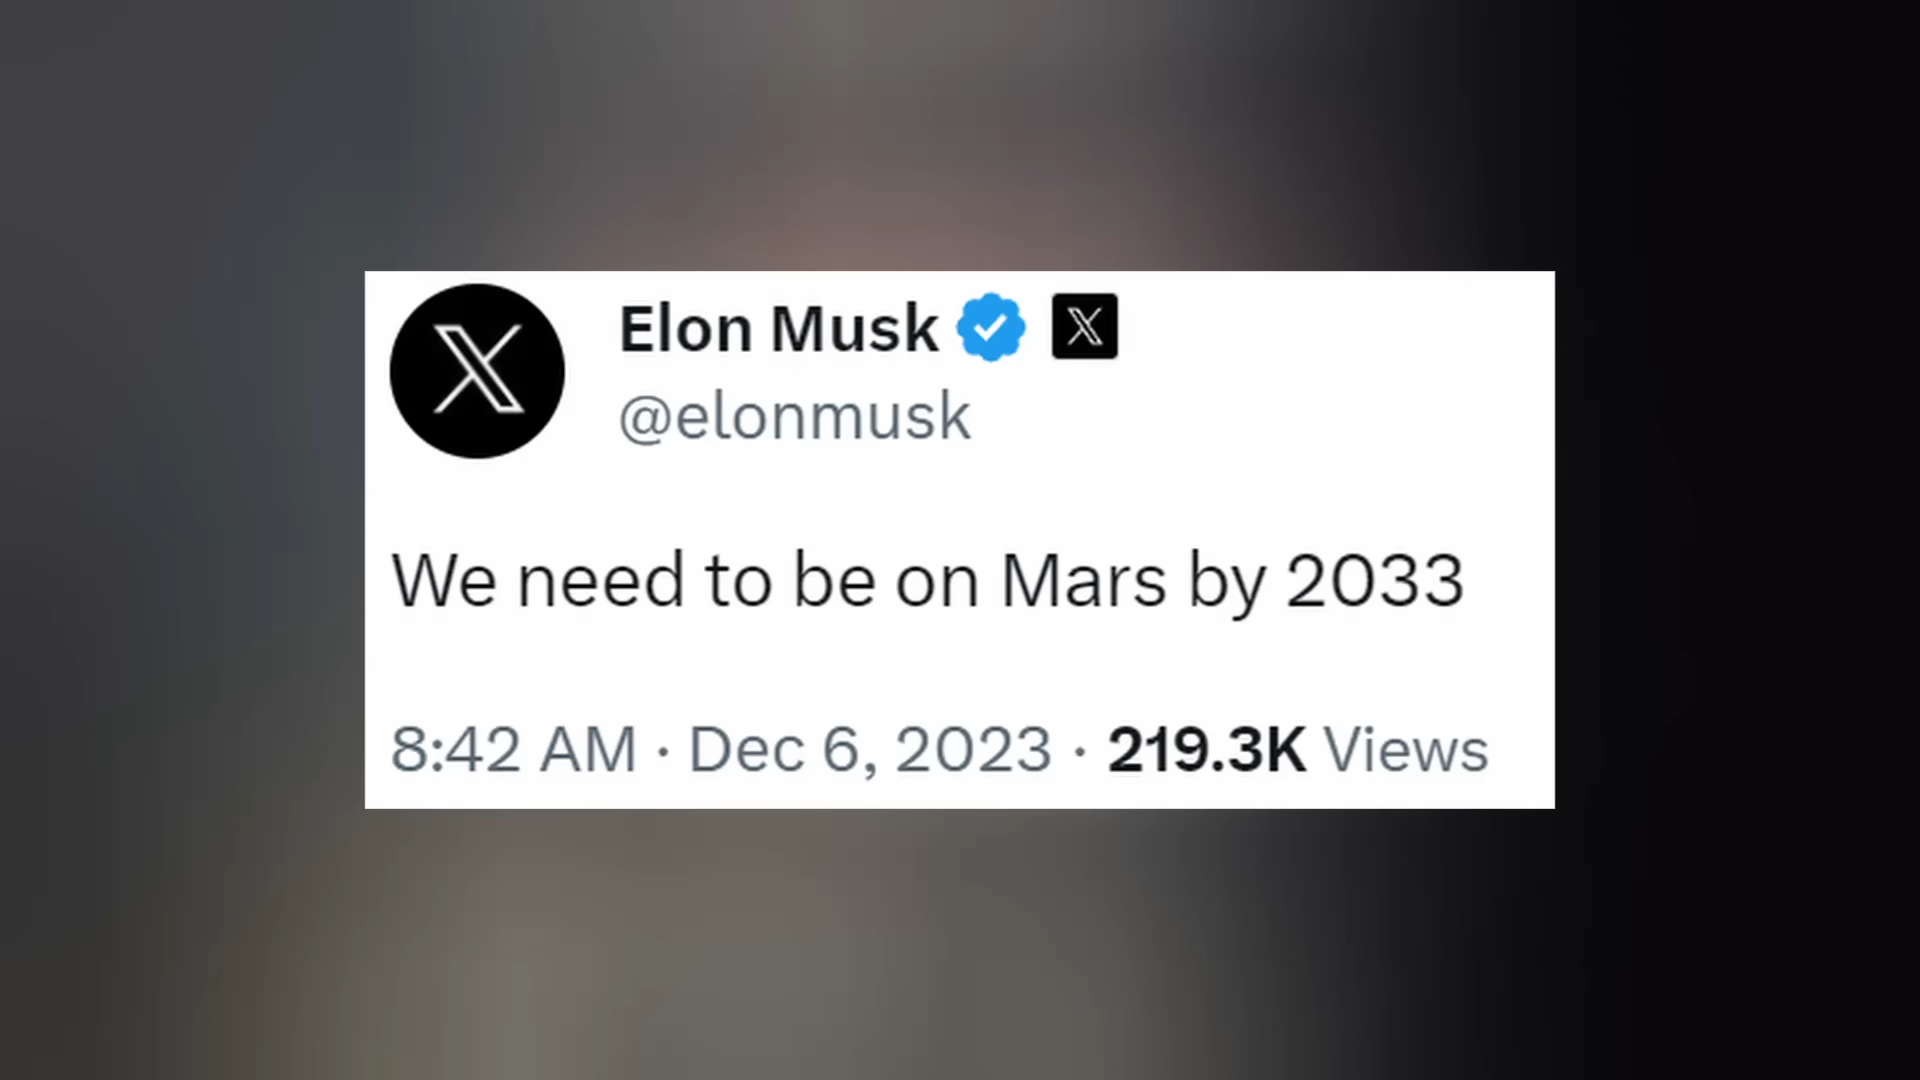 Elon Musk
@elonmusk
We need to be on Mars by 2033
8:42 AM · Dec 6, 2023 · 219.3K Views